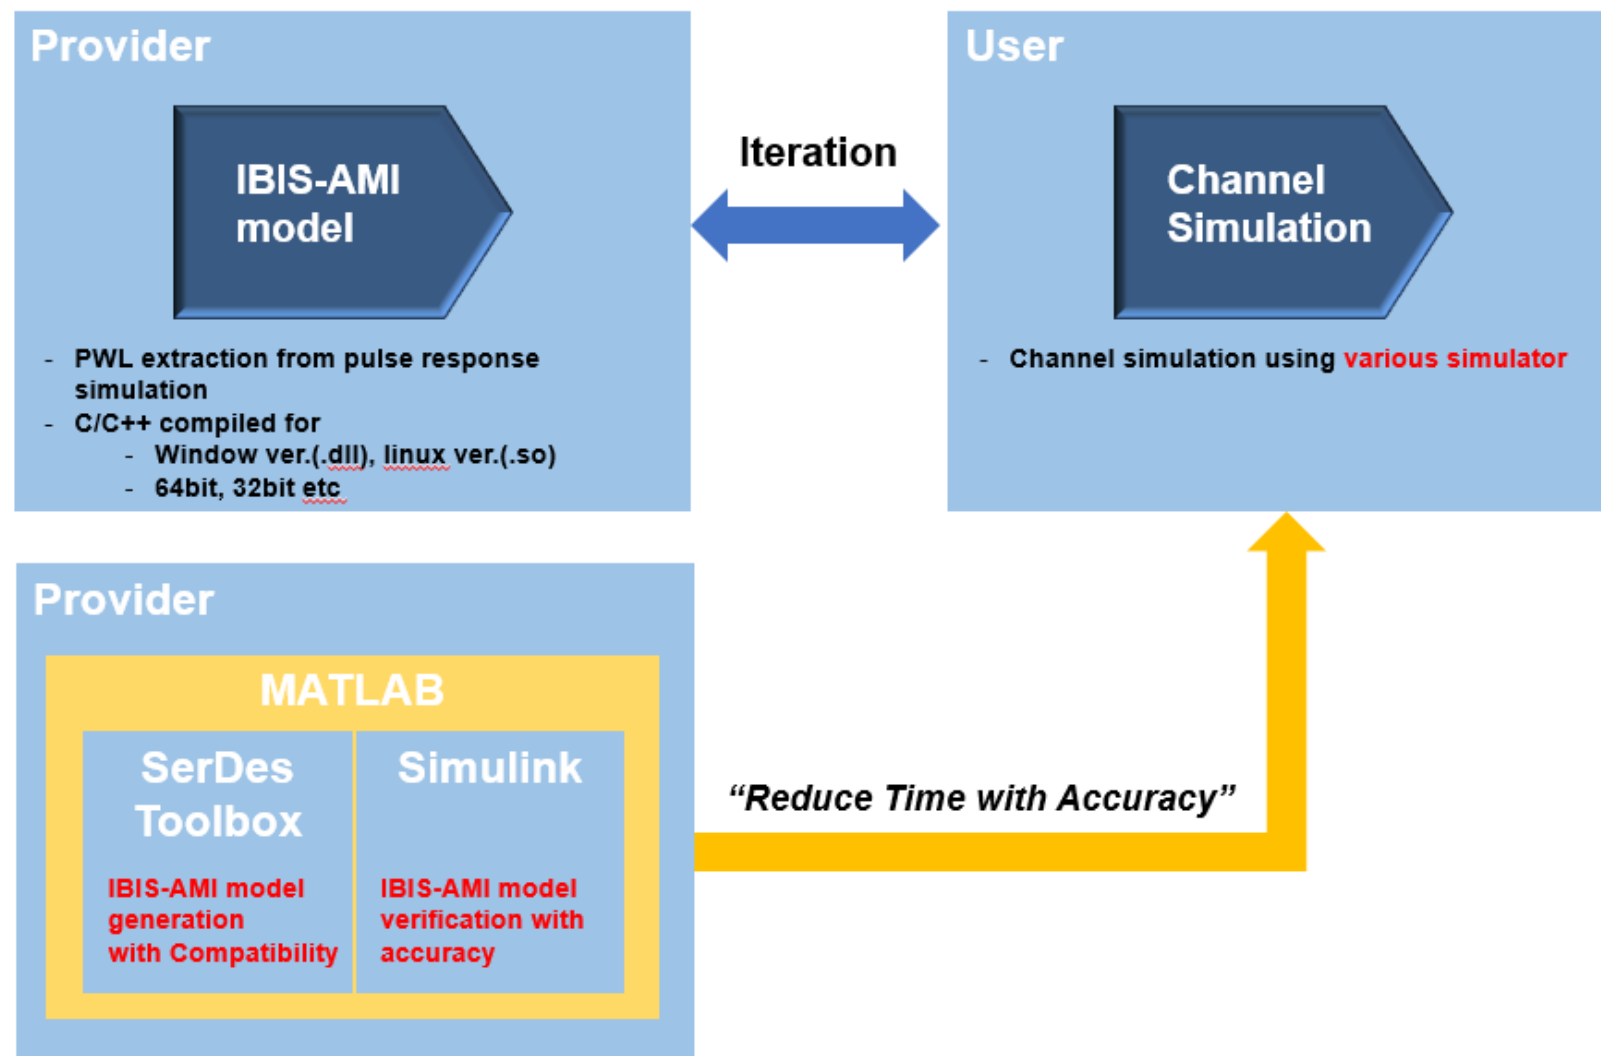 Provider
IBIS-AMI
model
- PWL extraction from pulse response
simulation
- C/C++ compiled for
- Window ver.(.dll), linux ver.(.so)
- 64bit, 32bit etc
Iteration
User
Channel
Simulation
- Channel simulation using various simulator
Provider
MATLAB
SerDes
Toolbox
IBIS-AMI model
generation
with Compatibility
Simulink
IBIS-AMI model
verification with
accuracy
“Reduce Time with Accuracy”